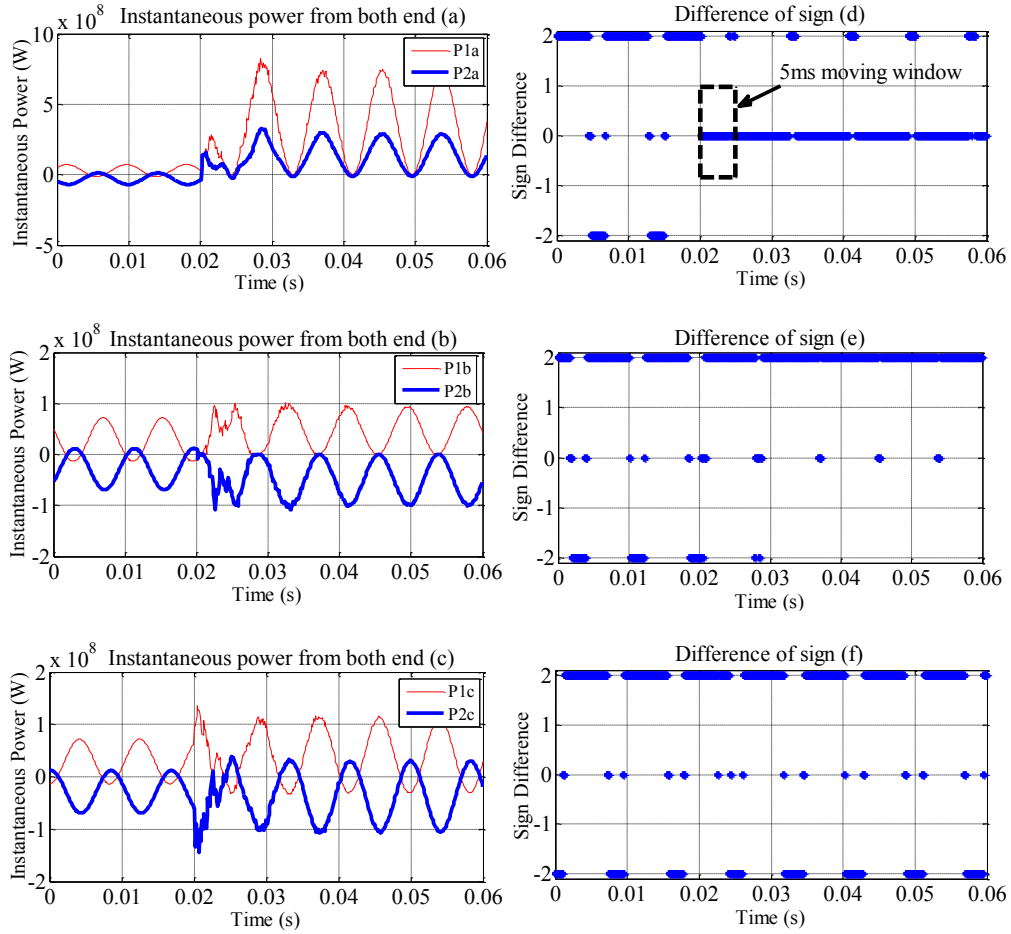 Instantaneous power from both end (a)
x 10^8
Instantaneous Power (W)
10
5
0
-5
P1a
P2a
0 0.01 0.02 0.03 0.04 0.05 0.06
Time (s)
Difference of sign (d)
Sign Difference
2
1
0
-1
-2
5ms moving window
0 0.01 0.02 0.03 0.04 0.05 0.06
Time (s)
x 10^8 Instantaneous power from both end (b)
Instantaneous Power (W)
2
1
0
-1
-2
P1b
P2b
0 0.01 0.02 0.03 0.04 0.05 0.06
Time (s)
Difference of sign (e)
Sign Difference
2
1
0
-1
-2
0 0.01 0.02 0.03 0.04 0.05 0.06
Time (s)
x 10^8 Instantaneous power from both end (c)
Instantaneous Power (W)
2
1
0
-1
-2
P1c
P2c
0 0.01 0.02 0.03 0.04 0.05 0.06
Time (s)
Difference of sign (f)
Sign Difference
2
1
0
-1
-2
0 0.01 0.02 0.03 0.04 0.05 0.06
Time (s)